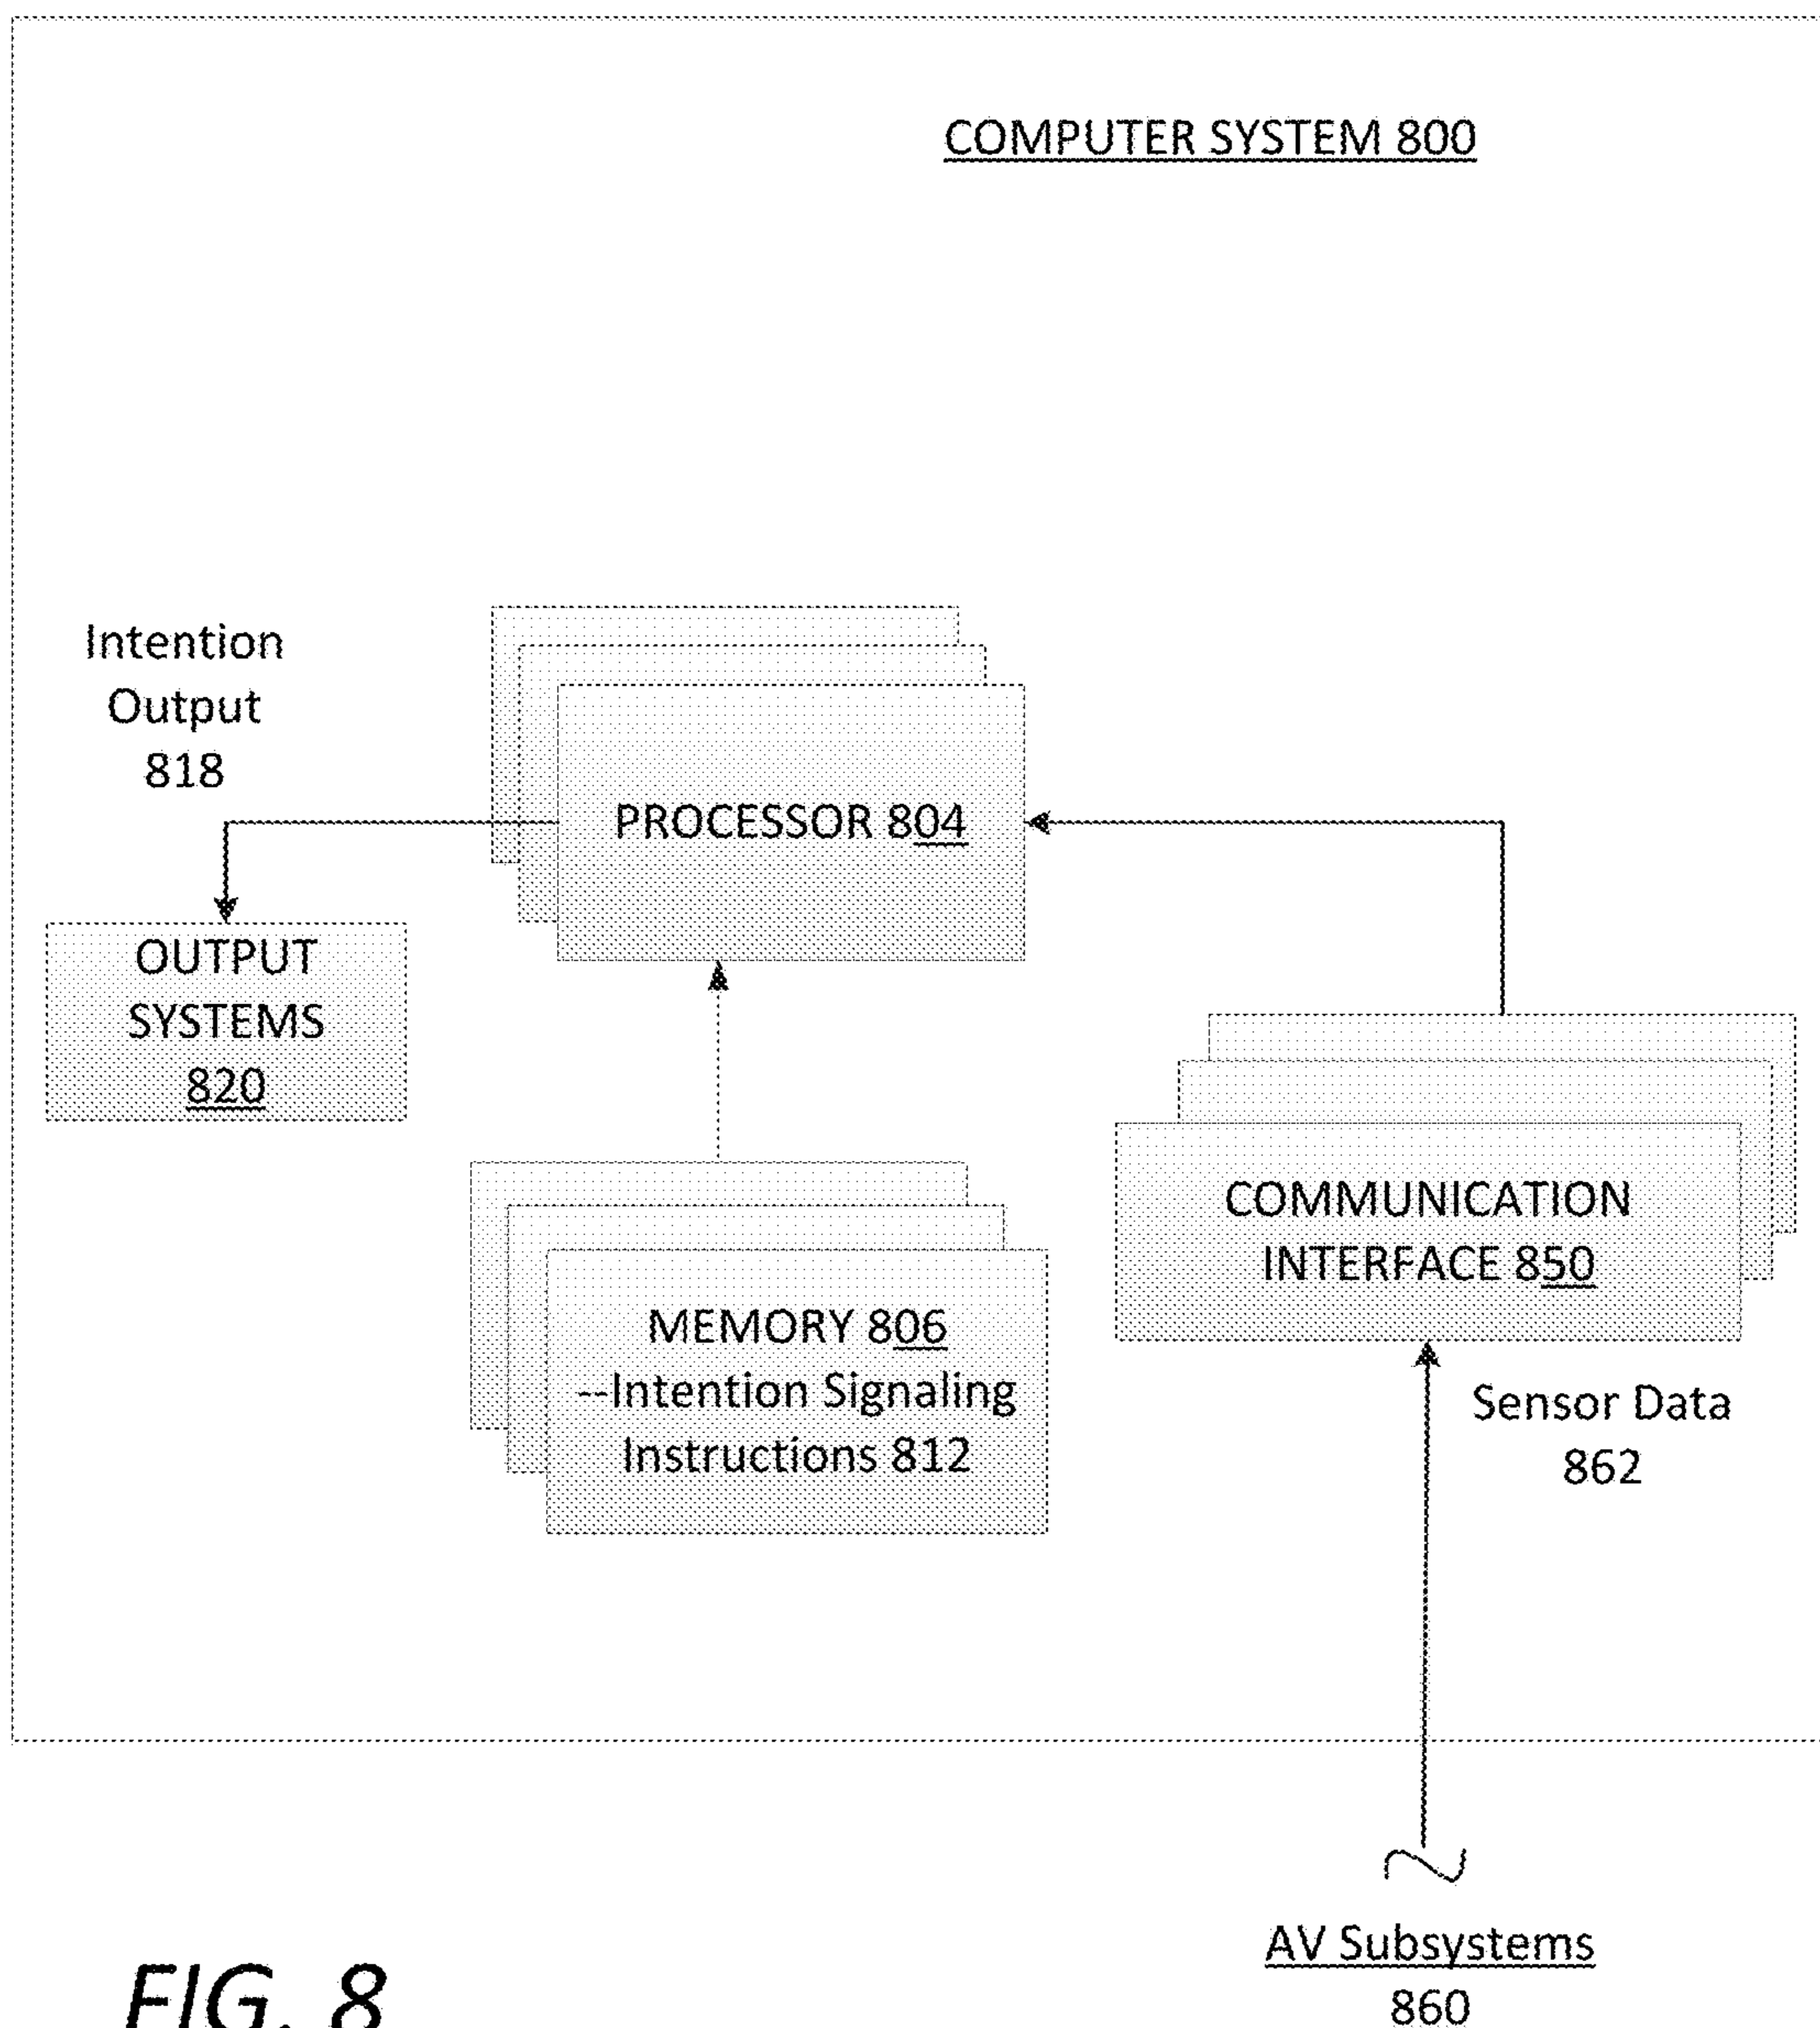 COMPUTER SYSTEM 800
Intention
Output
818
PROCESSOR 804
OUTPUT
SYSTEMS
820
COMMUNICATION
INTERFACE 850
MEMORY 806
--Intention Signaling
Instructions 812
Sensor Data
862
AV Subsystems
860
FIG. 8